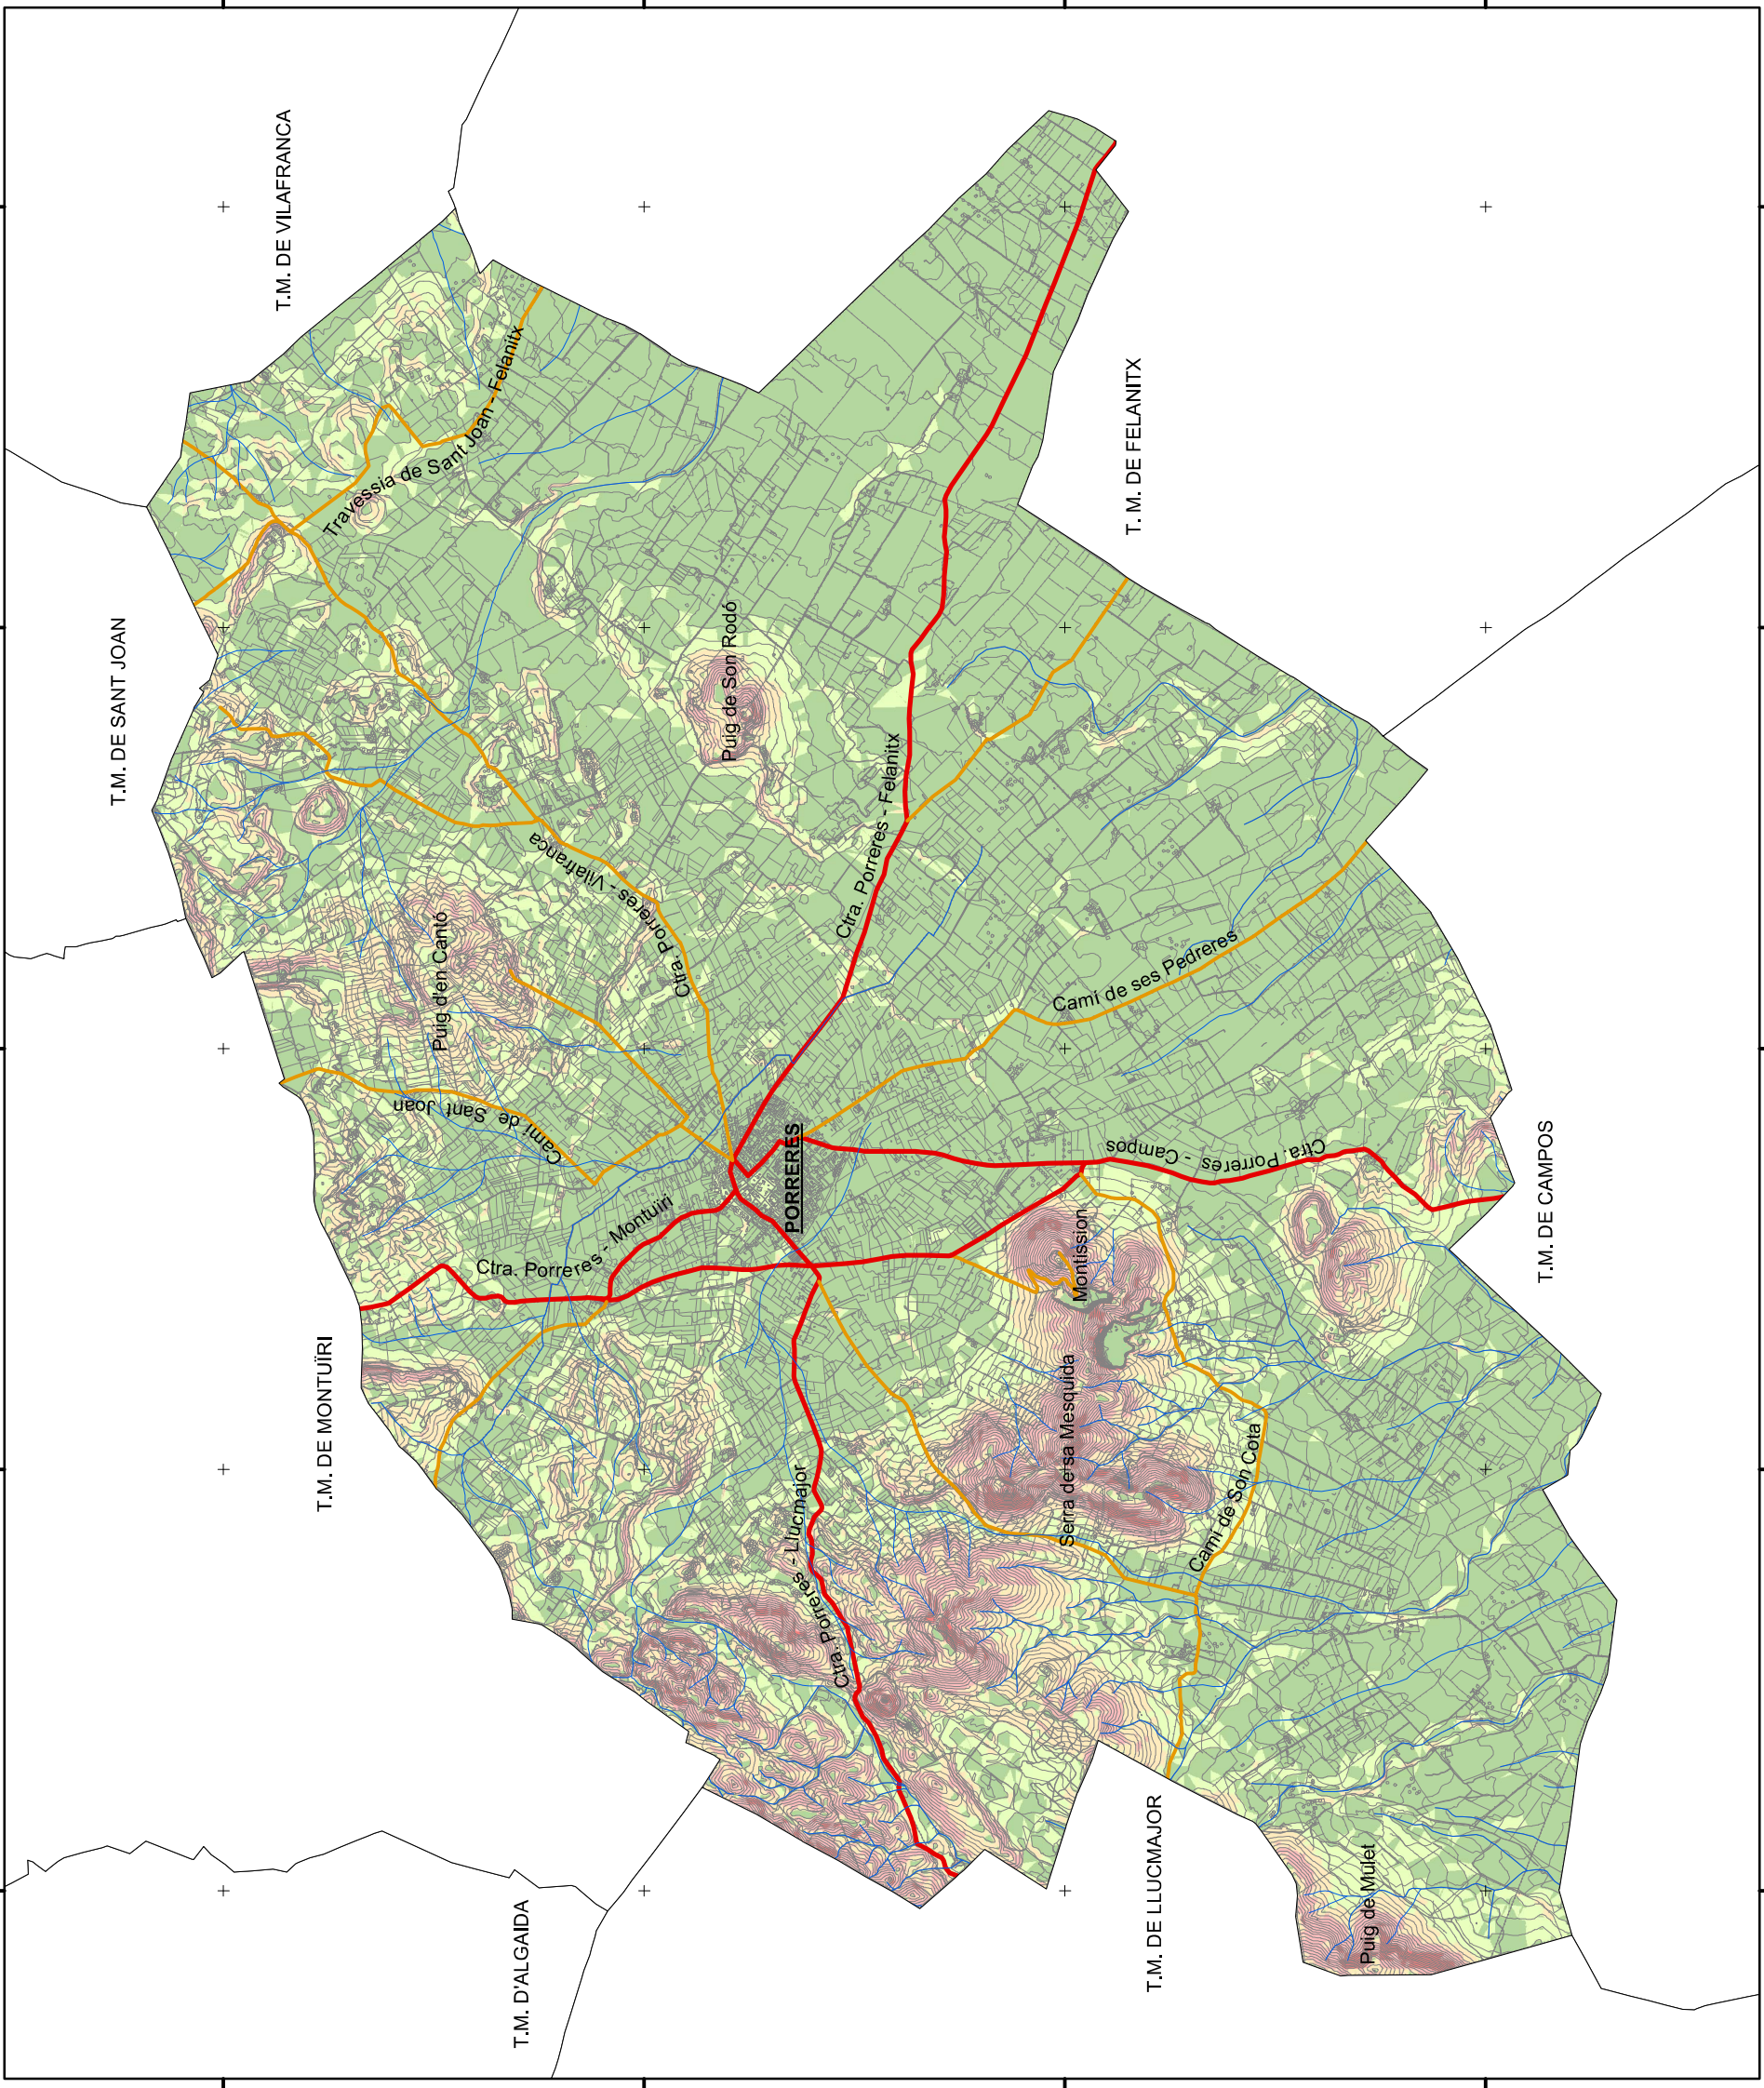 T.M. D'ALGAIDA
T.M. DE MONTUÏRI
T.M. DE SANT JOAN
T.M. DE VILAFRANCA
T. M. DE FELANITX
T.M. DE CAMPOS
T.M. DE LLUCMAJOR
Travessia de Sant Joan - Felanitx
Puig d'en Cantó
Camí de Sant Joan
Ctra. Porreres - Vilafranca
Ctra. Porreres - Montuïri
Puig de Son Rodó
PORRERES
Ctra. Porreres - Llucmajor
Ctra. Porreres - Felanitx
Serra de sa Mesquida
Montission
Camí de ses Pedreres
Camí de Son Cota
Ctra. Porreres - Campos
Puig de Mulet